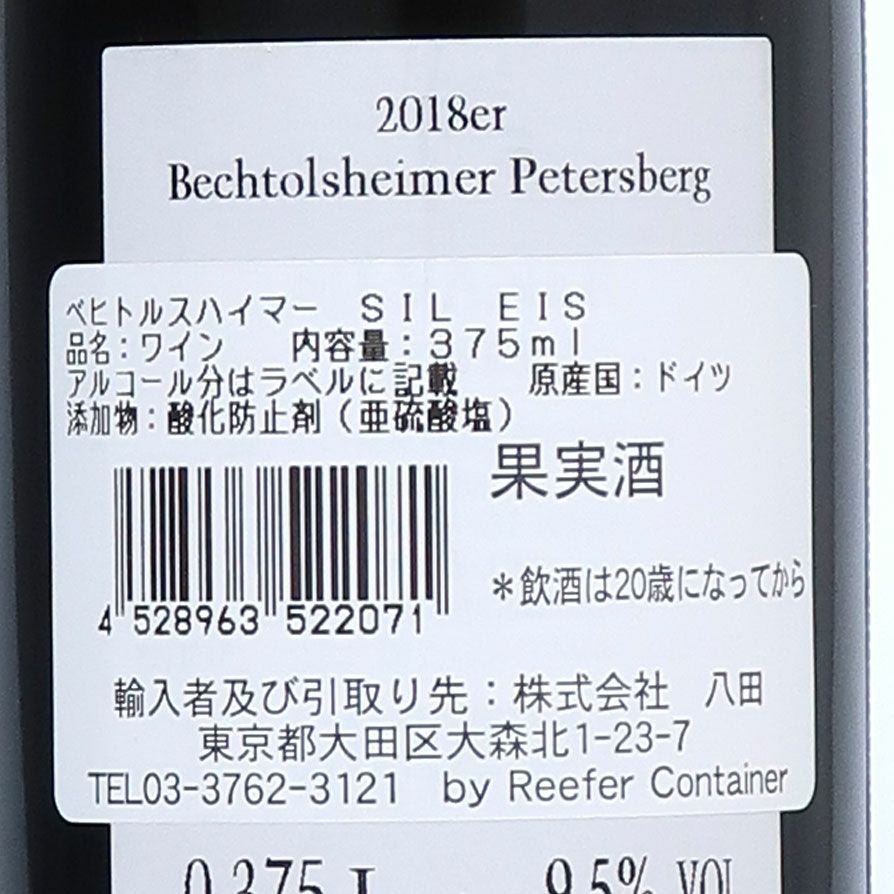 2018er
Bechtolsheimer Petersberg
ベヒトルスハイマー　ＳＩＬ　ＥＩＳ
品名：ワイン　　内容量：３７５ｍｌ
アルコール分はラベルに記載　　原産国：ドイツ
添加物：酸化防止剤（亜硫酸塩）
果実酒
4 528963 522071
＊飲酒は20歳になってから
輸入者及び引取り先：株式会社　八田
東京都大田区大森北1-23-7
TEL03-3762-3121　by Reefer Container
0,375 L 9,5% VOL